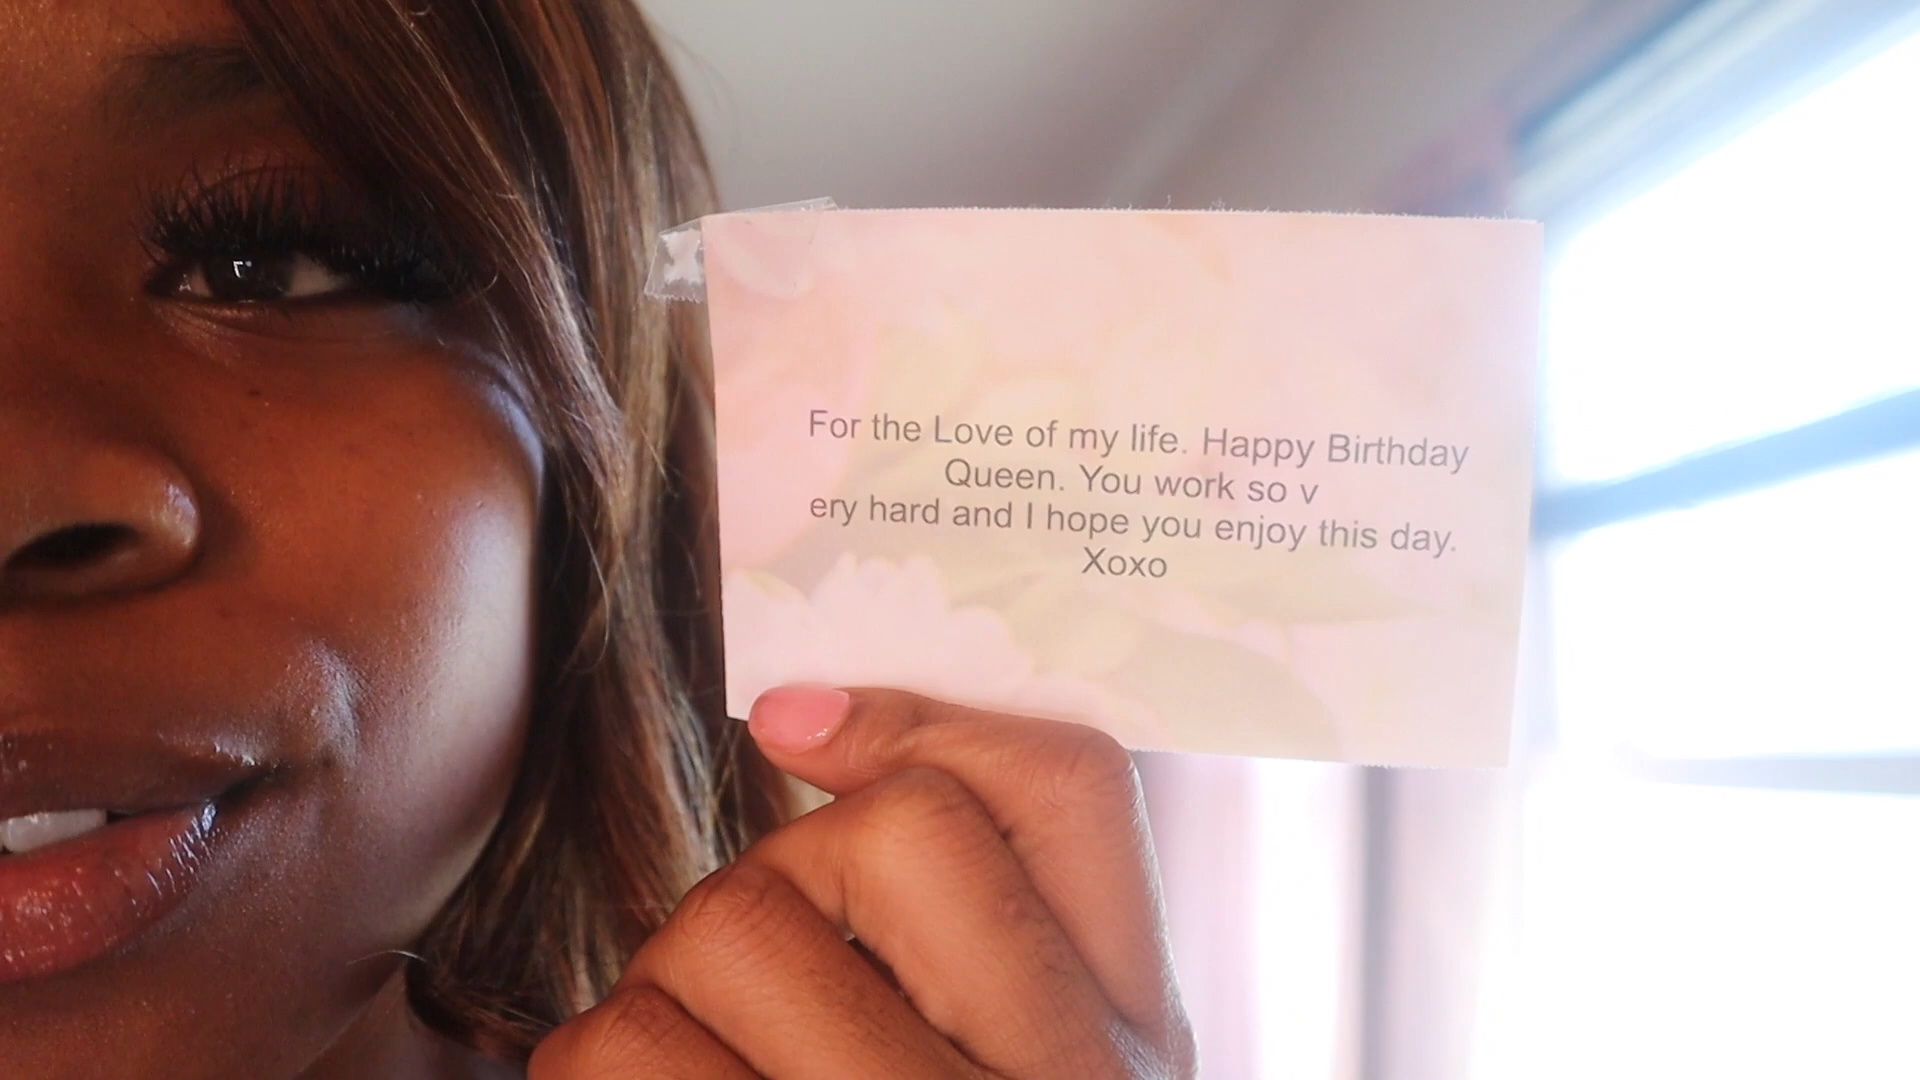 For the Love of my life. Happy Birthday
Queen. You work so v
ery hard and I hope you enjoy this day.
Xoxo